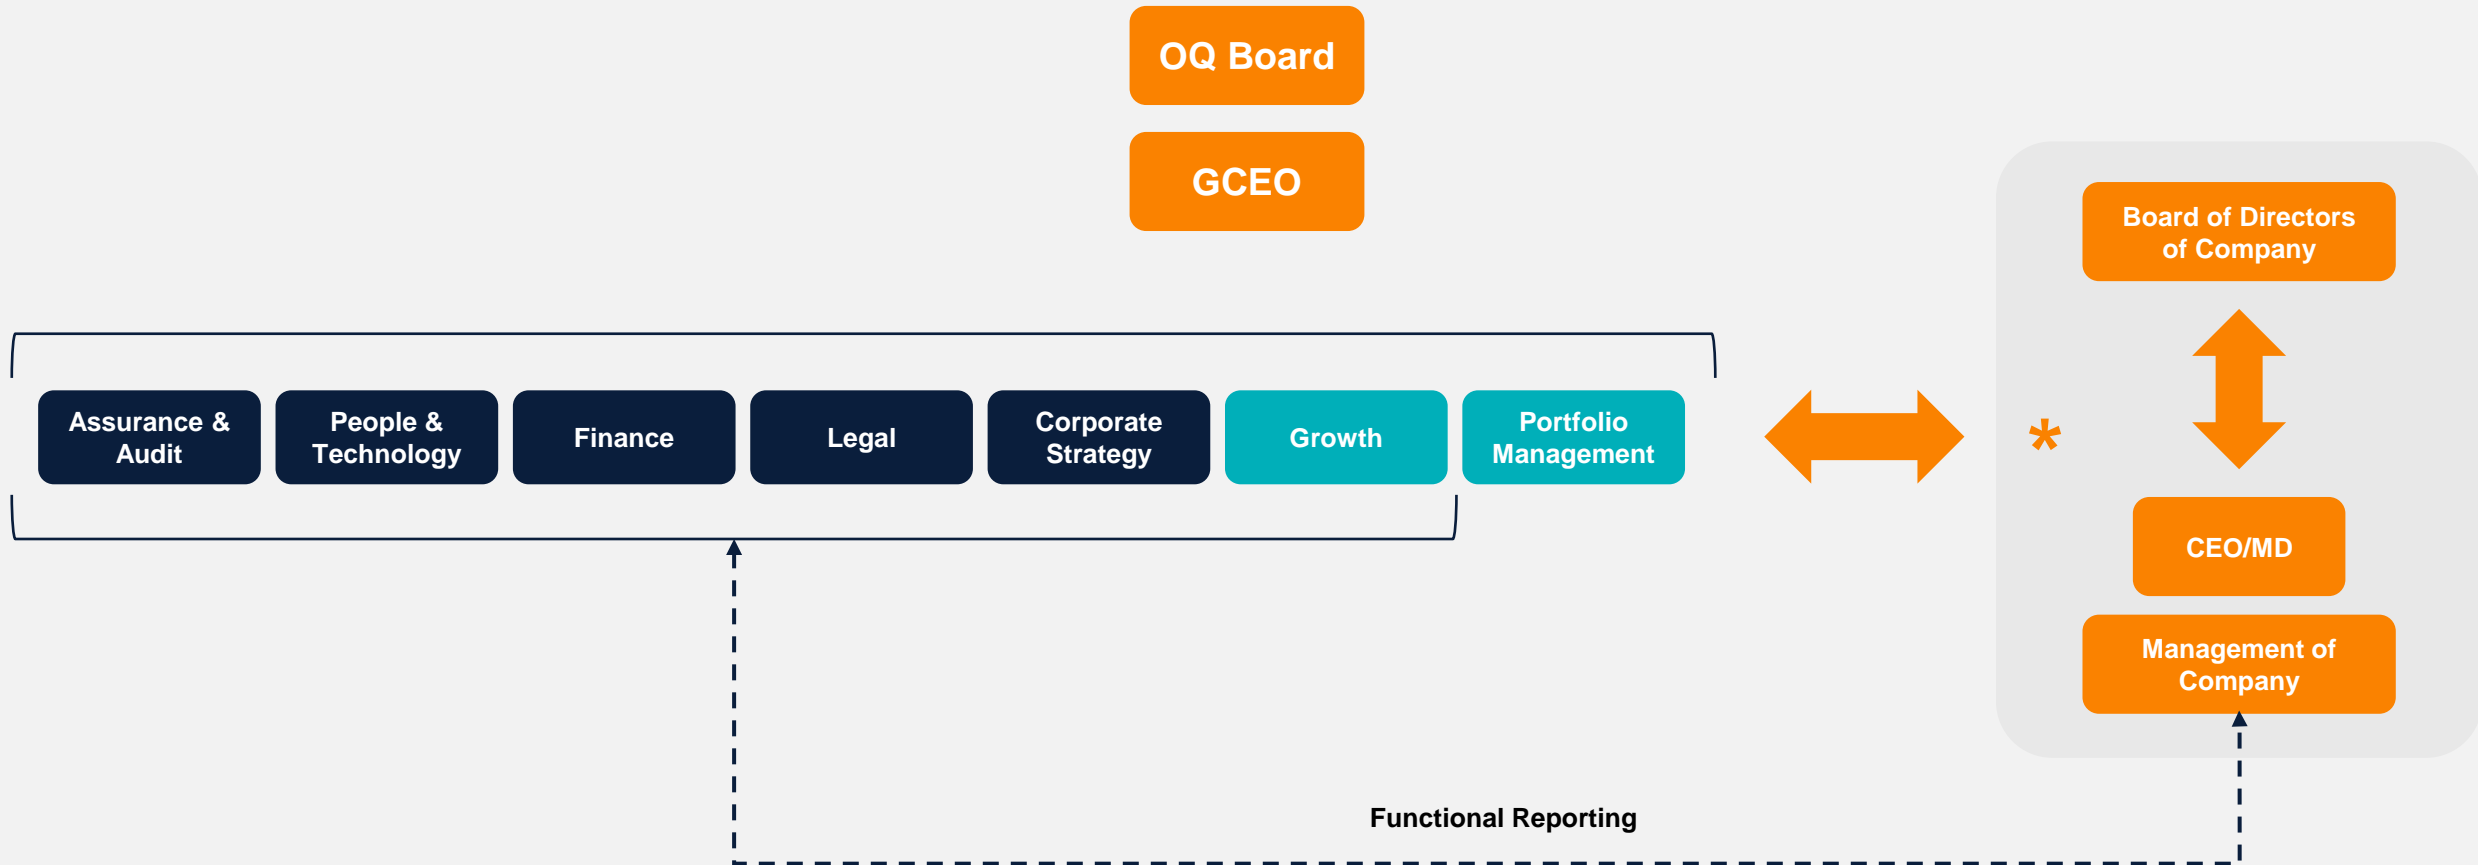 OQ Board
GCEO
Board of Directors
of Company
Assurance &
Audit
People &
Technology
Finance
Legal
Corporate
Strategy
Growth
Portfolio
Management
*
CEO/MD
Management of
Company
Functional Reporting